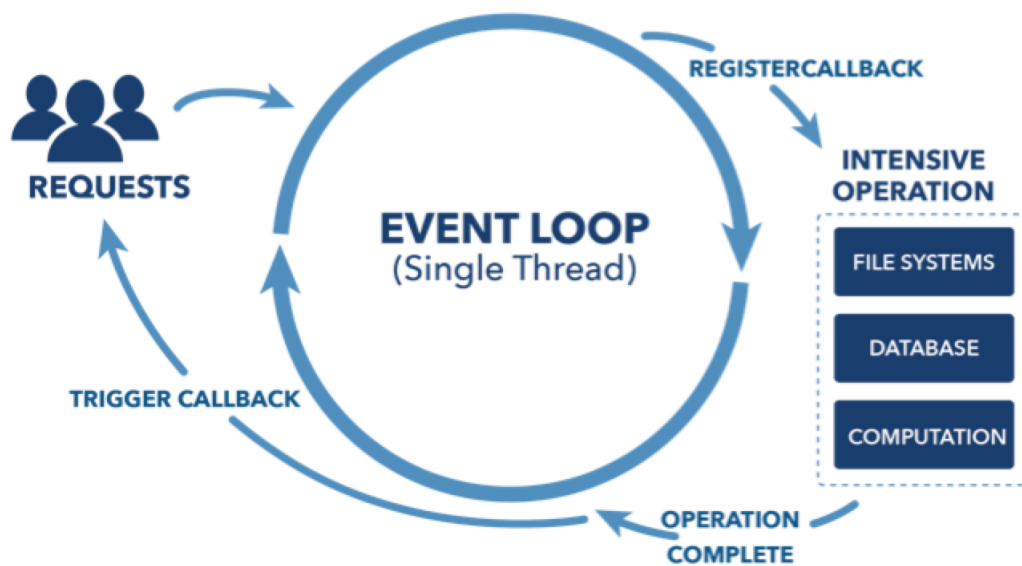 REGISTERCALLBACK
REQUESTS
INTENSIVE
OPERATION
EVENT LOOP
(Single Thread)
FILE SYSTEMS
DATABASE
COMPUTATION
TRIGGER CALLBACK
OPERATION
COMPLETE